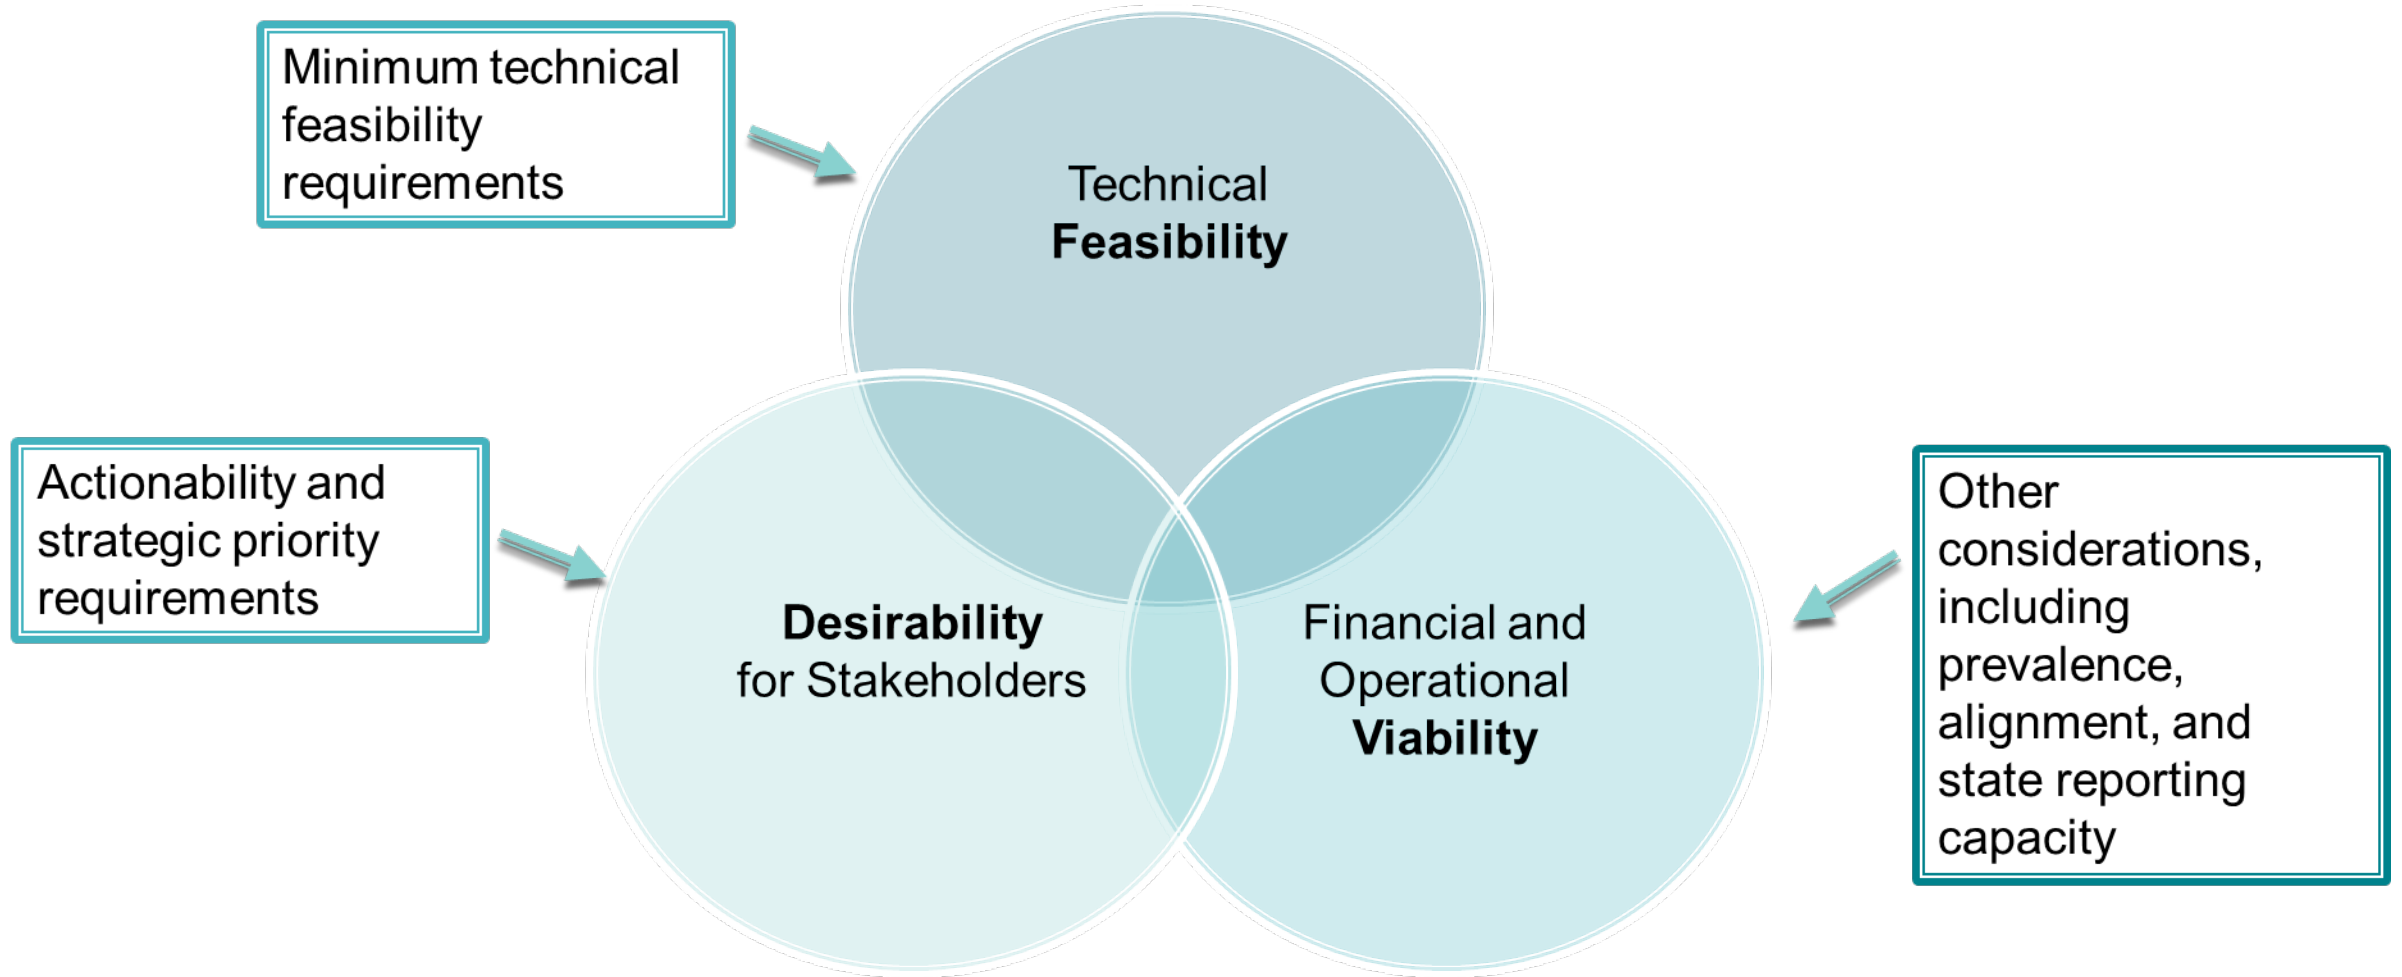 Minimum technical
feasibility
requirements
Technical
Feasibility
Actionability and
strategic priority
requirements
Desirability
for Stakeholders
Financial and
Operational
Viability
Other
considerations,
including
prevalence,
alignment, and
state reporting
capacity